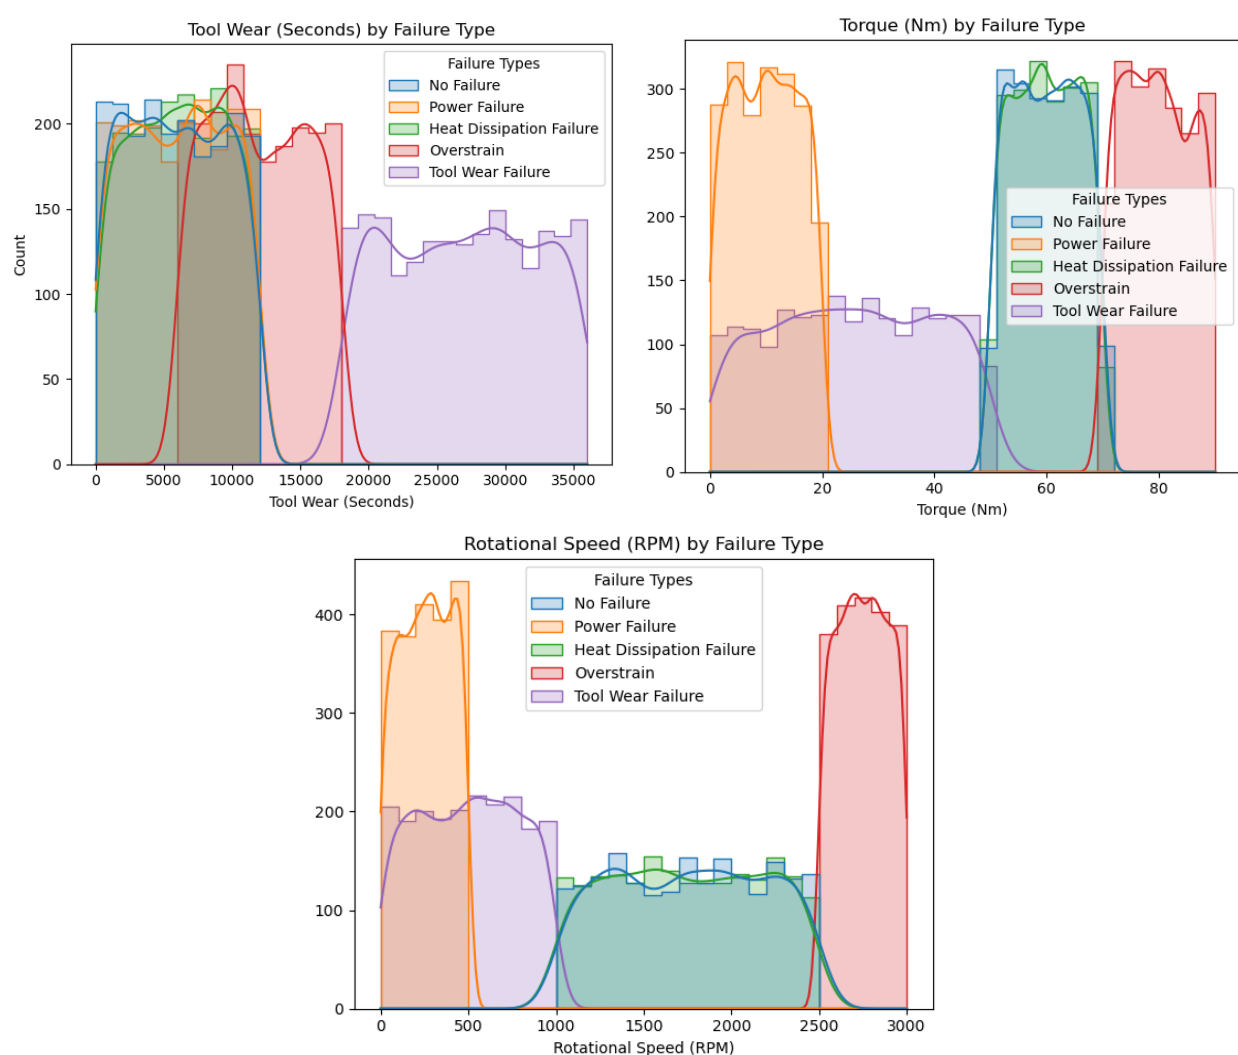 Tool Wear (Seconds) by Failure Type
Failure Types
No Failure
Power Failure
Heat Dissipation Failure
Overstrain
Tool Wear Failure
Count
200
150
100
50
0
0 5000 10000 15000 20000 25000 30000 35000
Tool Wear (Seconds)
Torque (Nm) by Failure Type
300
250
200
150
100
50
0
Failure Types
No Failure
Power Failure
Heat Dissipation Failure
Overstrain
Tool Wear Failure
0 20 40 60 80
Torque (Nm)
Rotational Speed (RPM) by Failure Type
Failure Types
No Failure
Power Failure
Heat Dissipation Failure
Overstrain
Tool Wear Failure
400
300
200
100
0
0 500 1000 1500 2000 2500 3000
Rotational Speed (RPM)